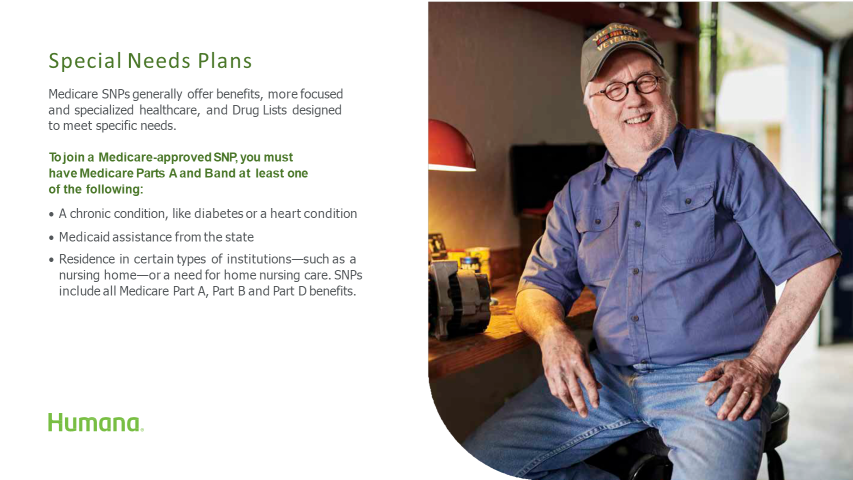 Special Needs Plans
Medicare SNPs generally offer benefits, more focused
and specialized healthcare, and Drug Lists designed
to meet specific needs.
To join a Medicare-approved SNP, you must
have Medicare Parts A and B and at least one
of the following:
• A chronic condition, like diabetes or a heart condition
• Medicaid assistance from the state
• Residence in certain types of institutions—such as a
nursing home—or a need for home nursing care. SNPs
include all Medicare Part A, Part B and Part D benefits.
Humana
VIETNAM
VETERAN